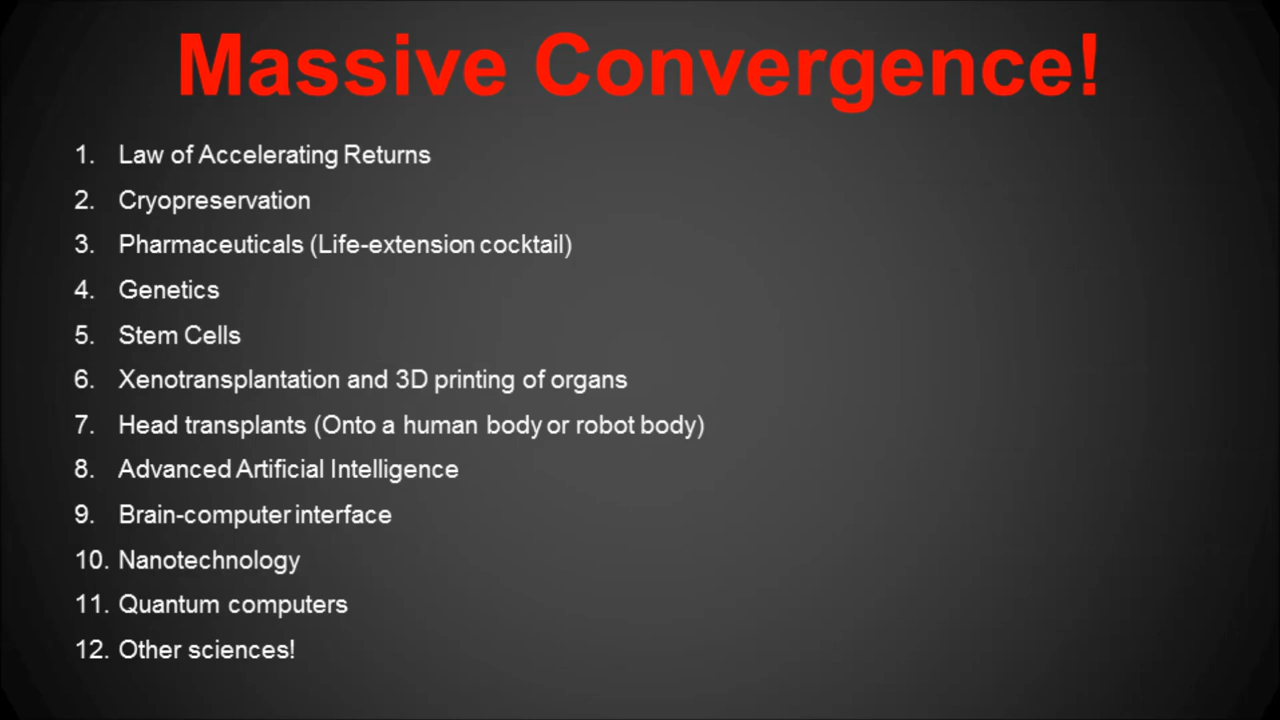 Massive Convergence!
1. Law of Accelerating Returns
2. Cryopreservation
3. Pharmaceuticals (Life-extension cocktail)
4. Genetics
5. Stem Cells
6. Xenotransplantation and 3D printing of organs
7. Head transplants (Onto a human body or robot body)
8. Advanced Artificial Intelligence
9. Brain-computer interface
10. Nanotechnology
11. Quantum computers
12. Other sciences!